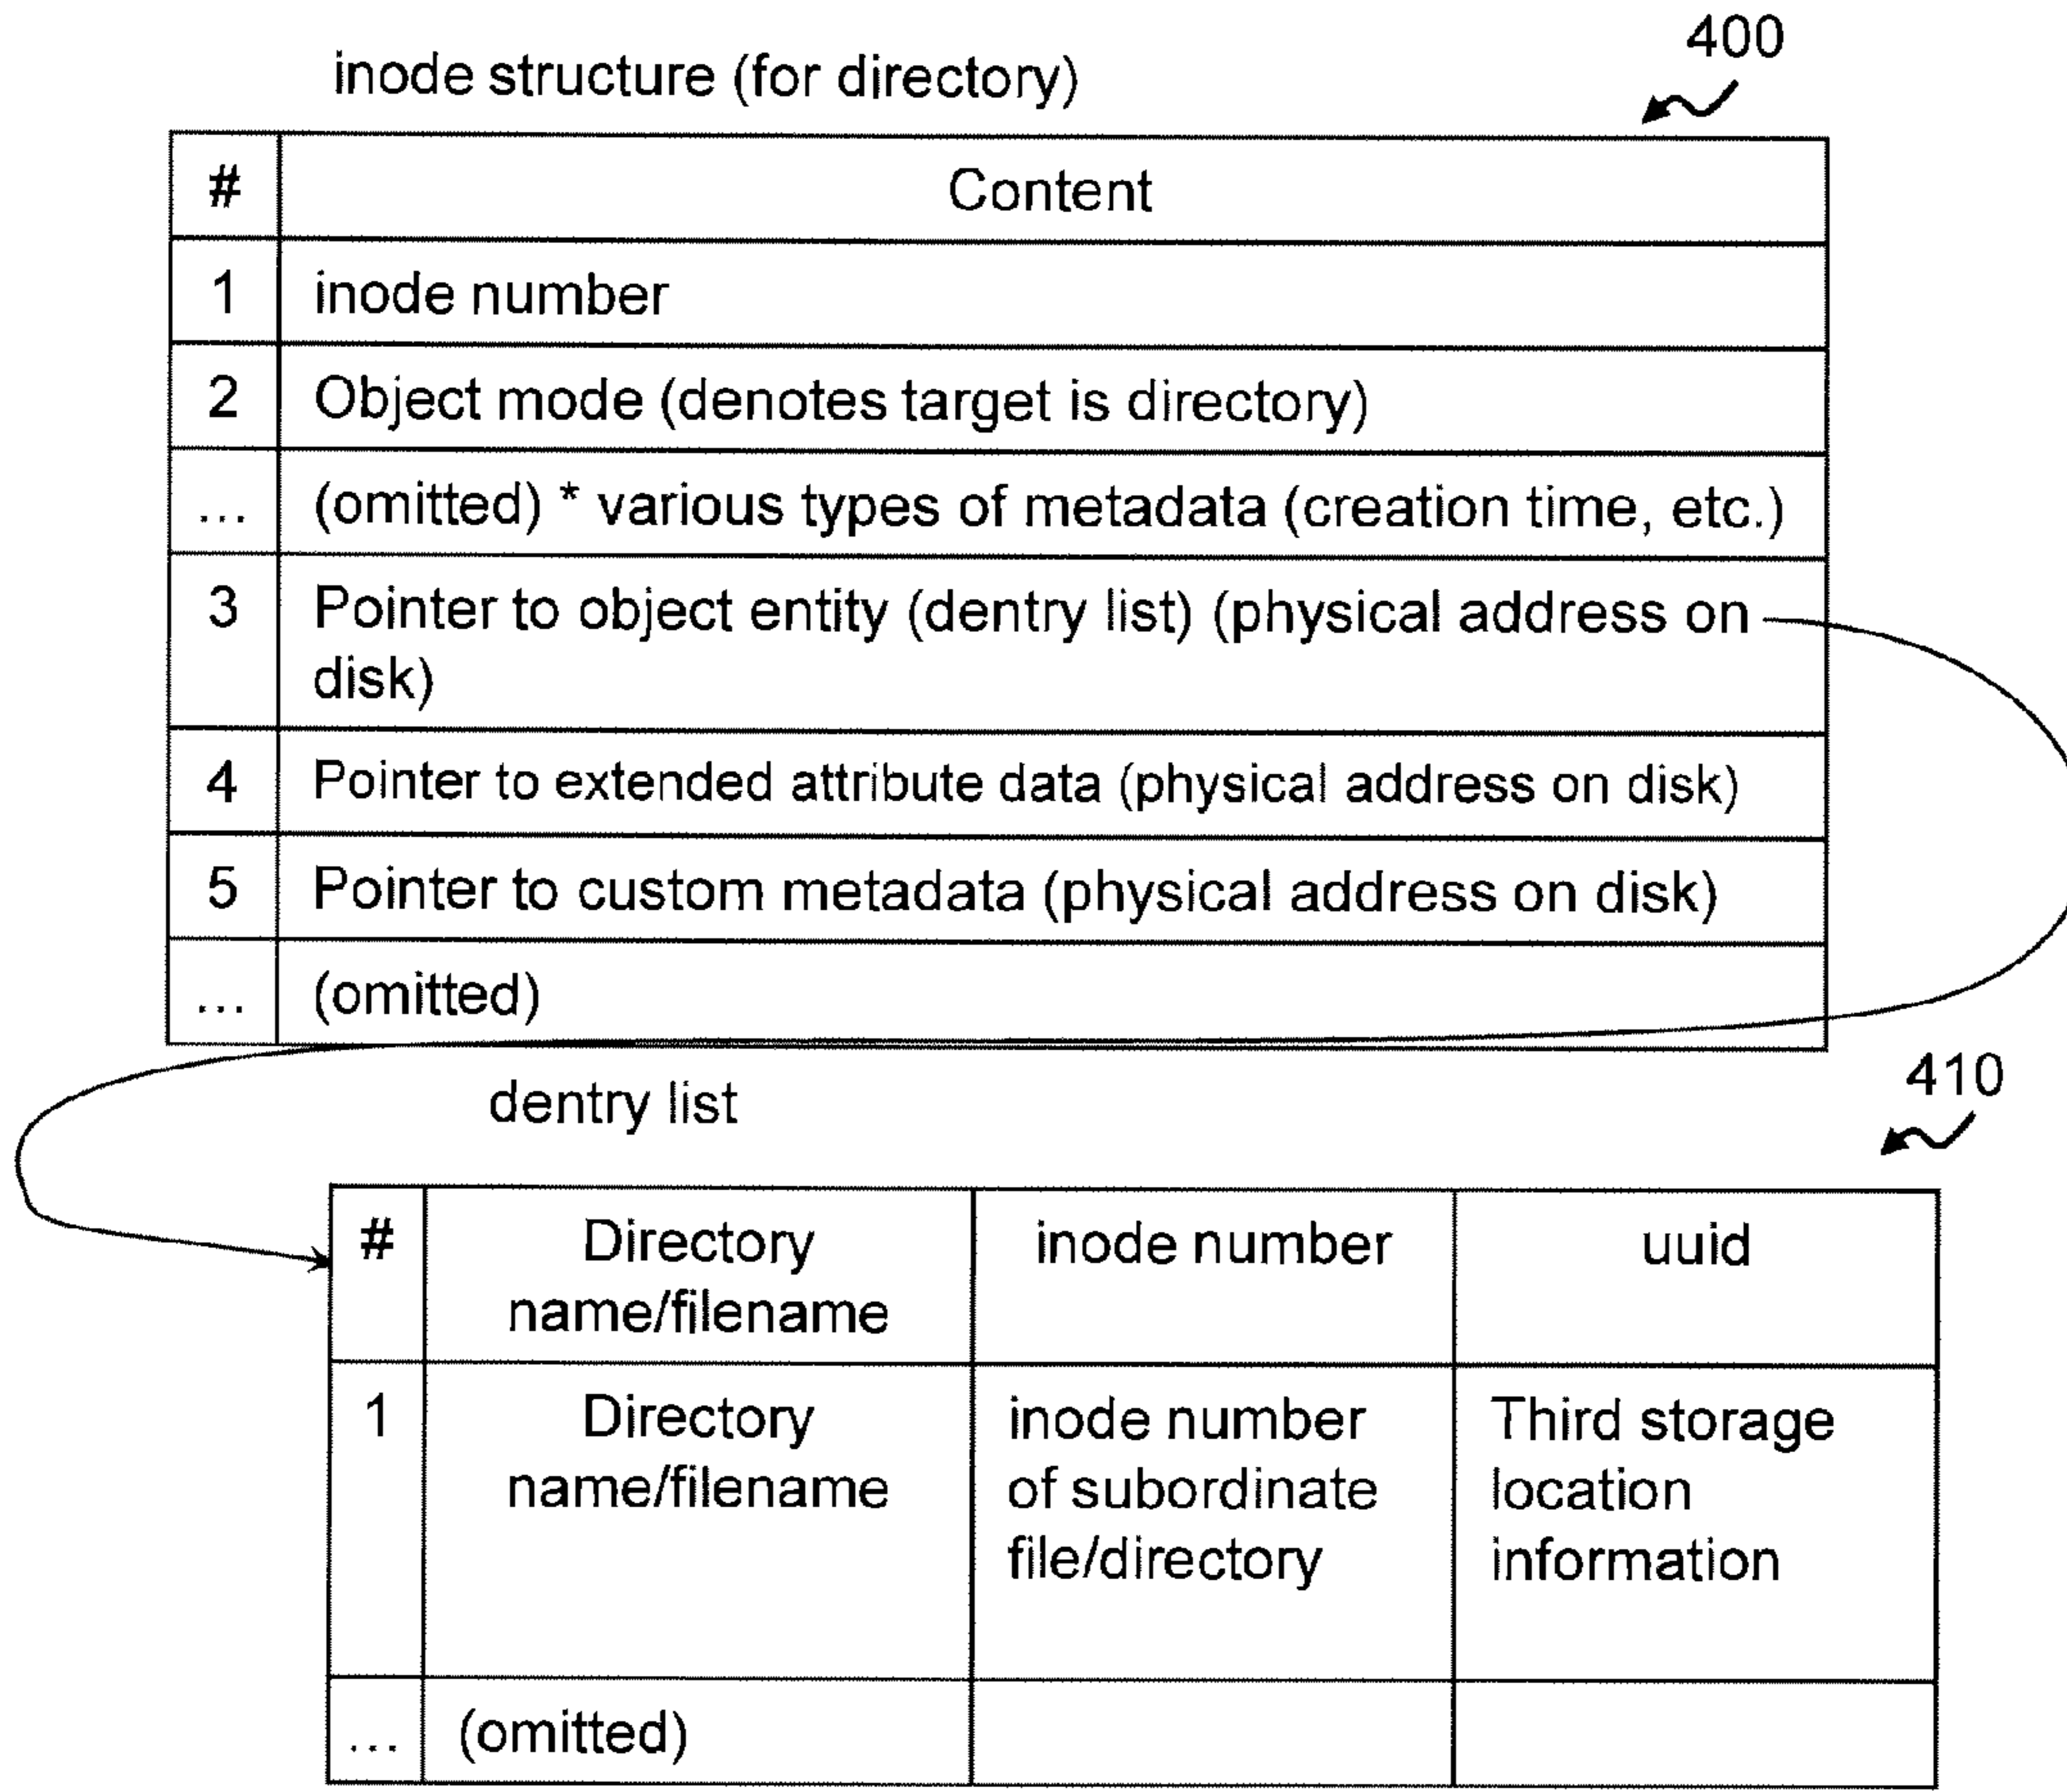 400
inode structure (for directory)
# Content
1 inode number
2 Object mode (denotes target is directory)
... (omitted) * various types of metadata (creation time, etc.)
3 Pointer to object entity (dentry list) (physical address on
disk)
4 Pointer to extended attribute data (physical address on disk)
5 Pointer to custom metadata (physical address on disk)
... (omitted)
410
dentry list
# Directory name/filename inode number uuid
1 Directory name/filename inode number of subordinate file/directory Third storage location information
... (omitted)